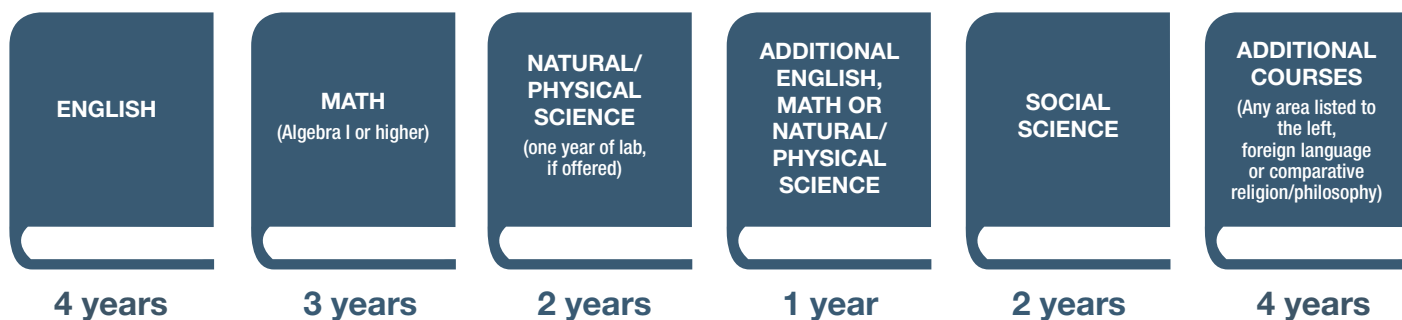 ENGLISH
4 years
MATH
(Algebra I or higher)
3 years
NATURAL/
PHYSICAL
SCIENCE
(one year of lab,
if offered)
2 years
ADDITIONAL
ENGLISH,
MATH OR
NATURAL/
PHYSICAL
SCIENCE
1 year
SOCIAL
SCIENCE
2 years
ADDITIONAL
COURSES
(Any area listed to
the left,
foreign language
or comparative
religion/philosophy)
4 years